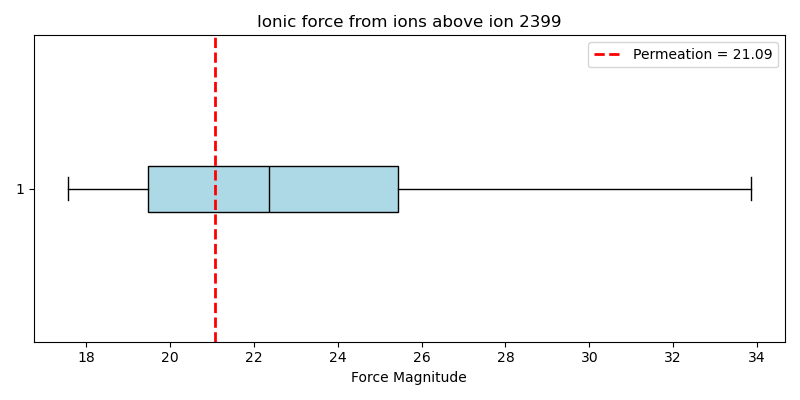 Ionic force from ions above ion 2399
Permeation = 21.09
1
18 20 22 24 26 28 30 32 34
Force Magnitude